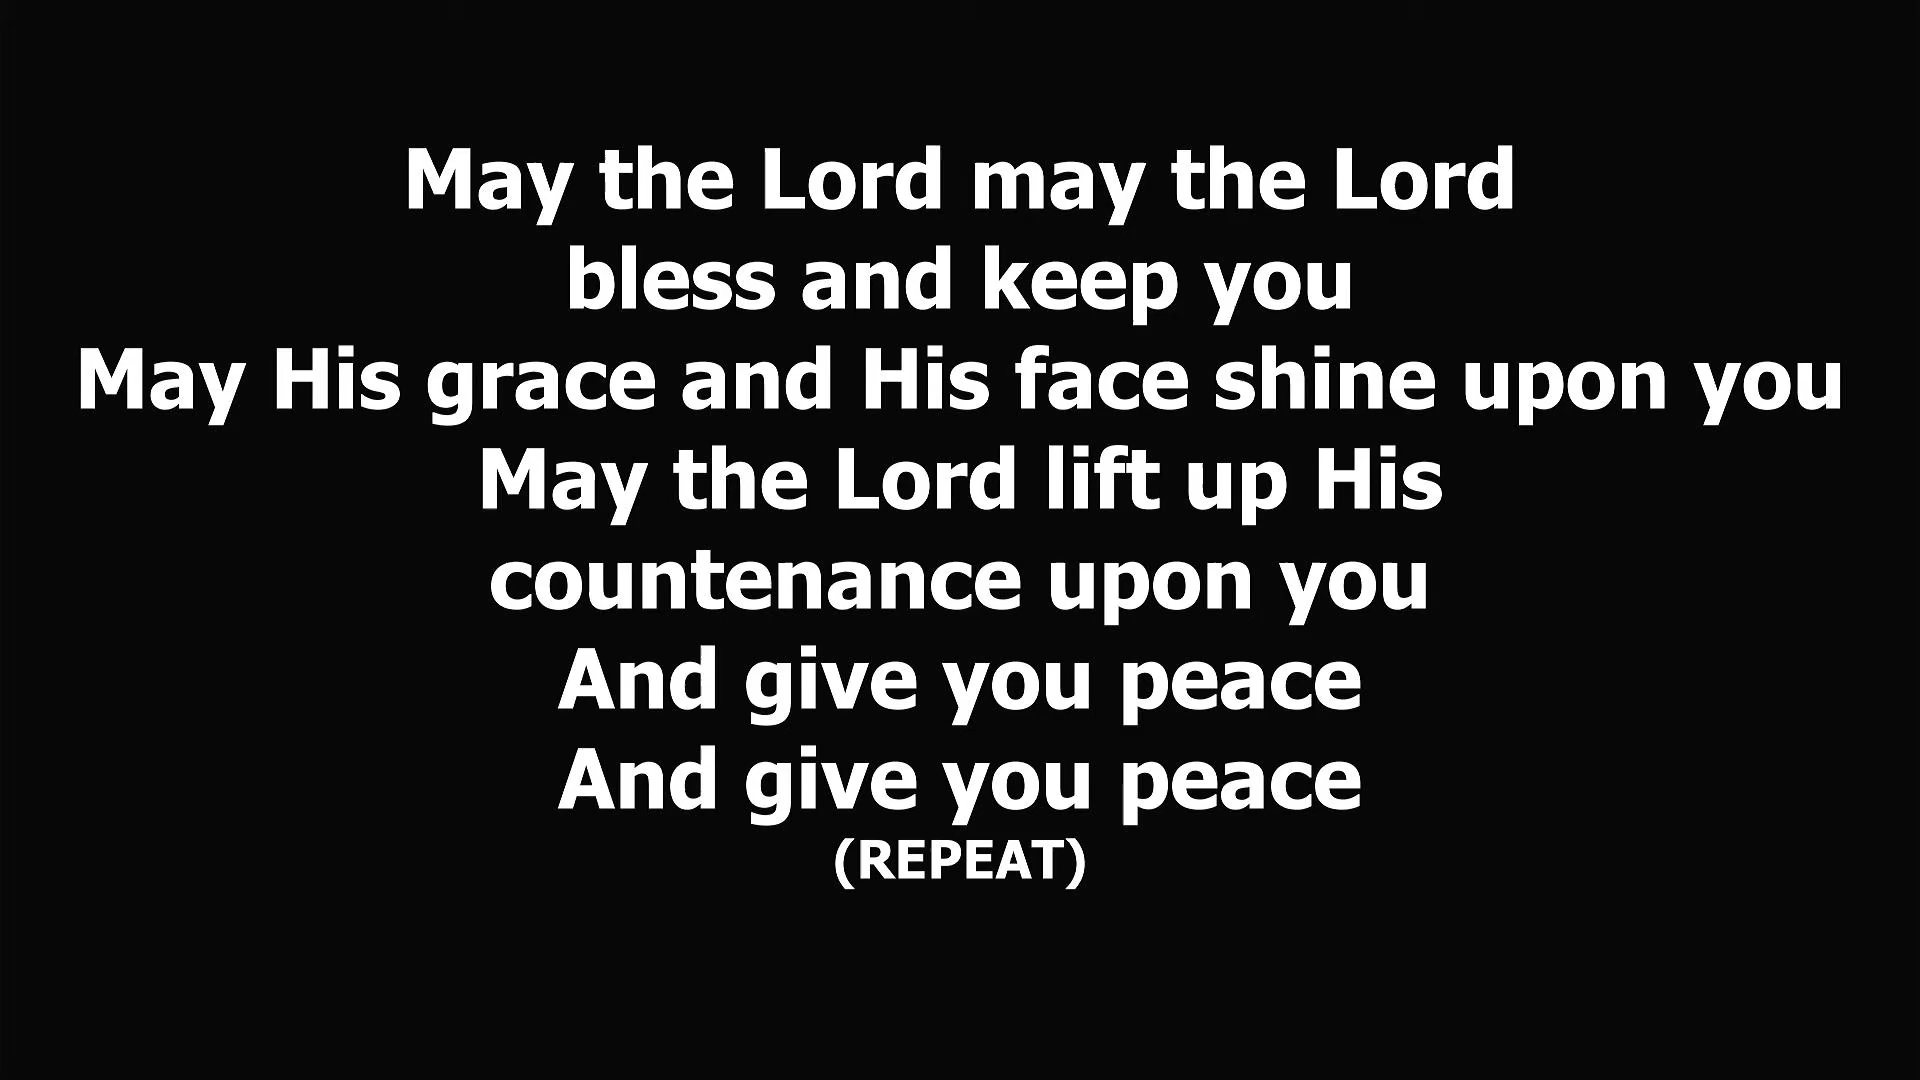 May the Lord may the Lord
bless and keep you
May His grace and His face shine upon you
May the Lord lift up His
countenance upon you
And give you peace
And give you peace
(REPEAT)